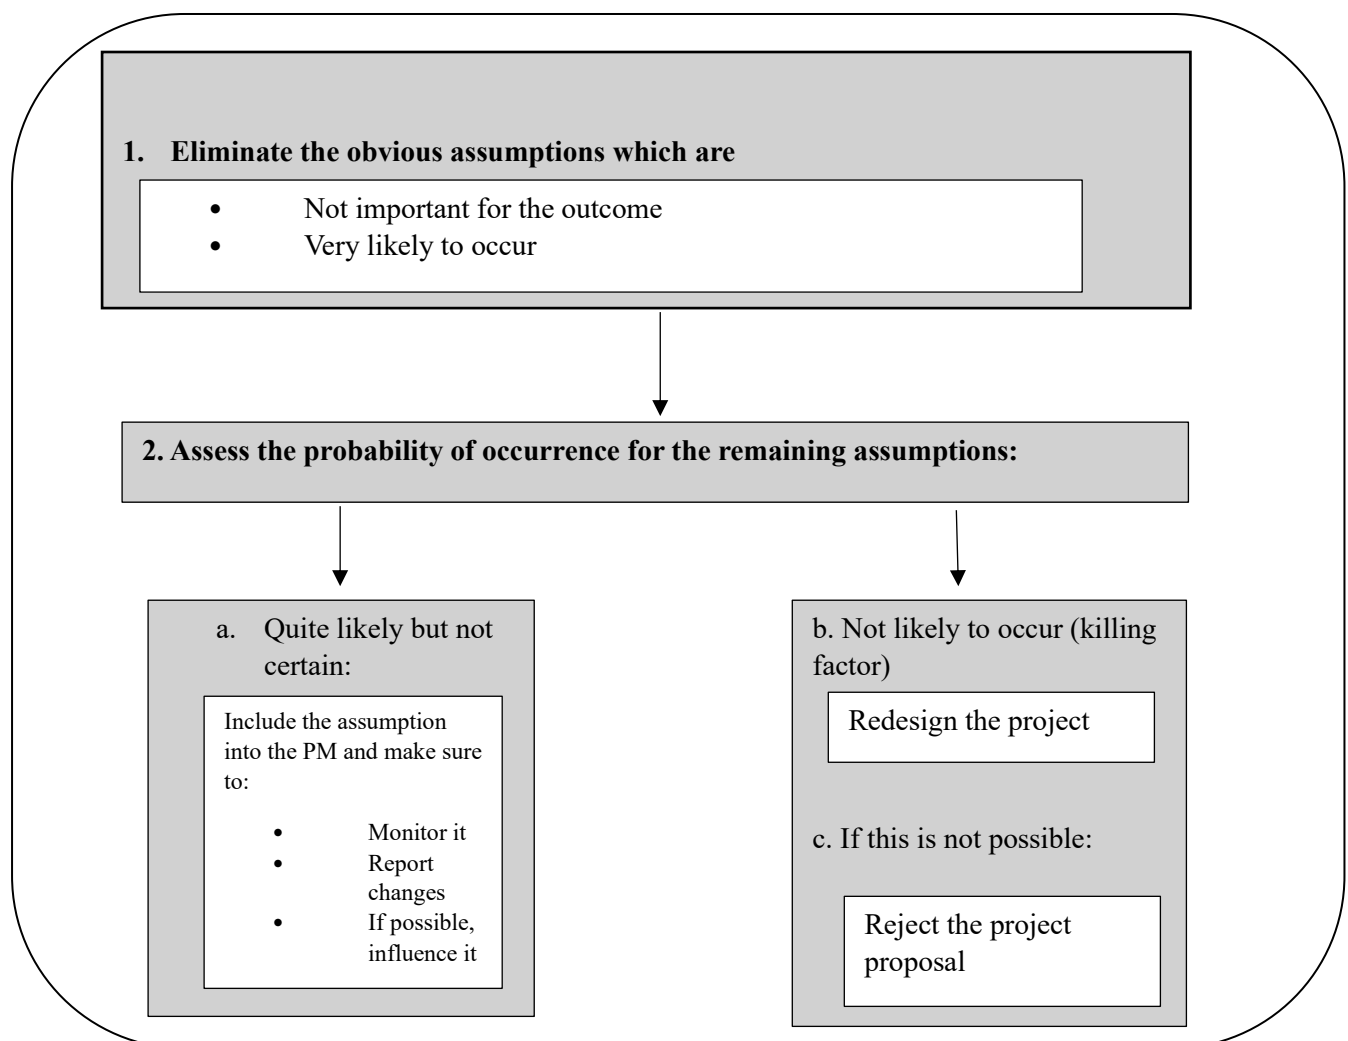 1. Eliminate the obvious assumptions which are
• Not important for the outcome
• Very likely to occur
2. Assess the probability of occurrence for the remaining assumptions:
a. Quite likely but not
certain:
Include the assumption
into the PM and make sure
to:
• Monitor it
• Report
changes
• If possible,
influence it
b. Not likely to occur (killing
factor)
Redesign the project
c. If this is not possible:
Reject the project
proposal